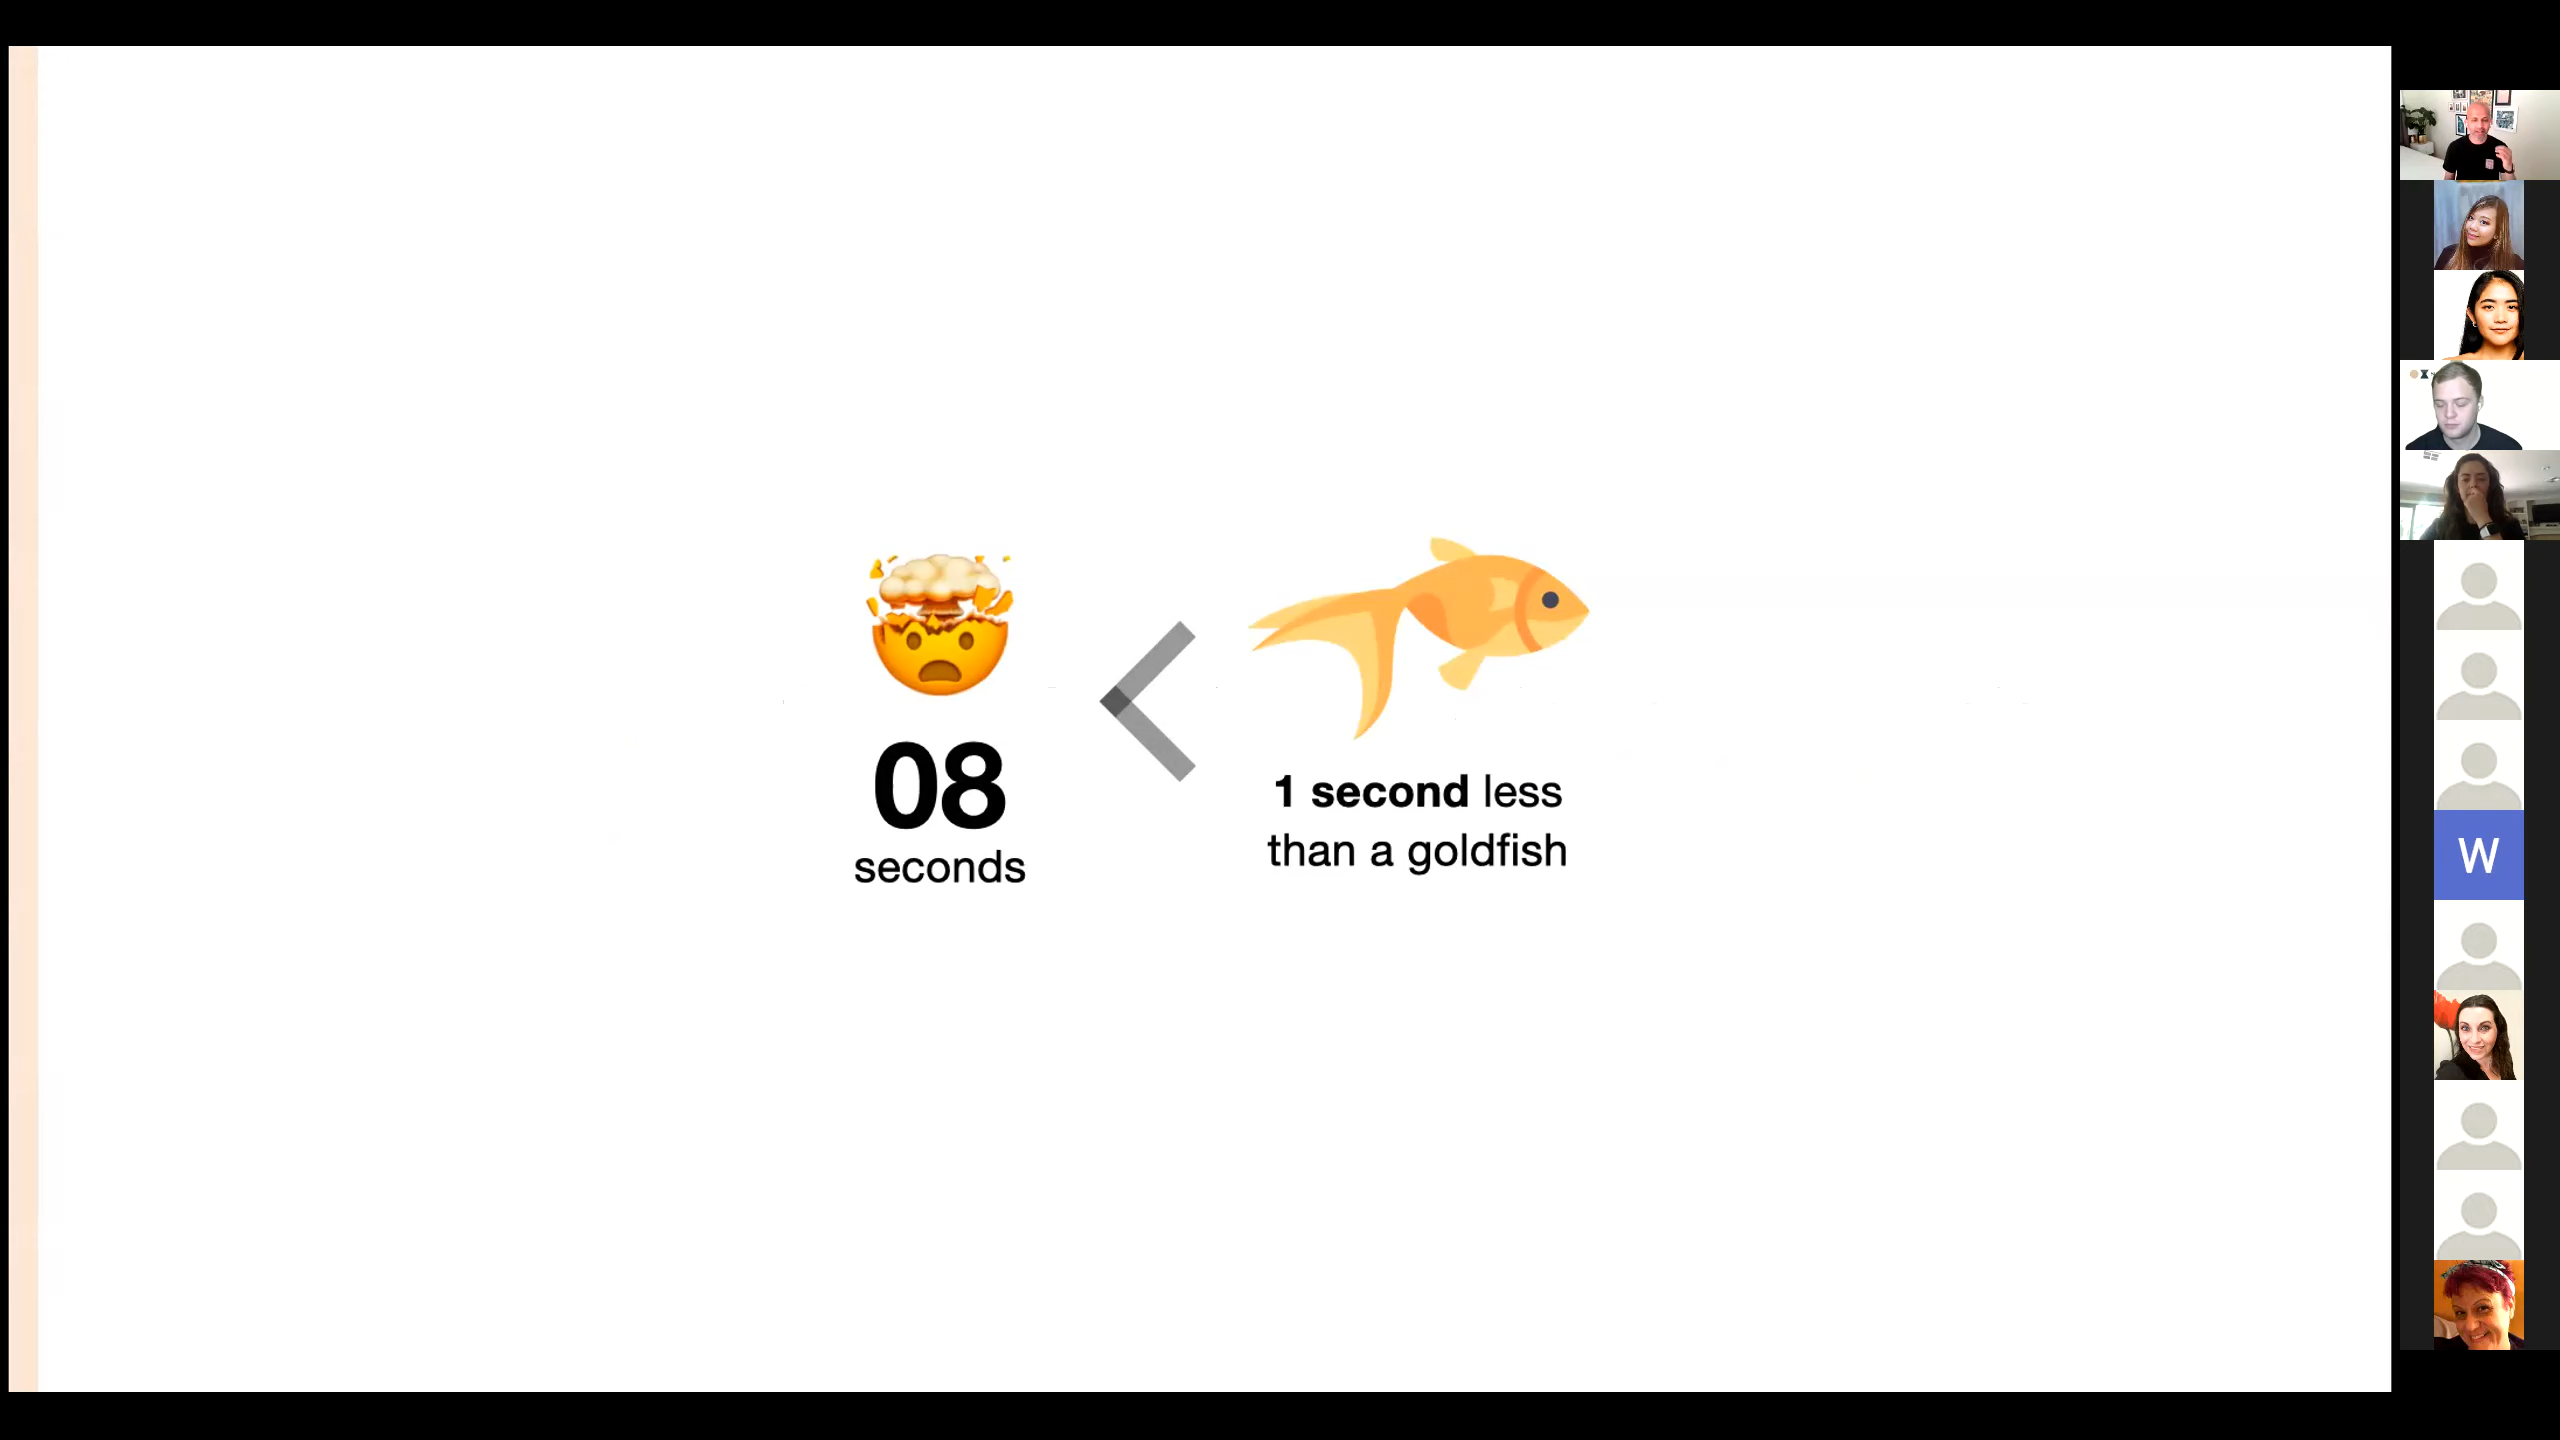 08
seconds
<
1 second less
than a goldfish
W